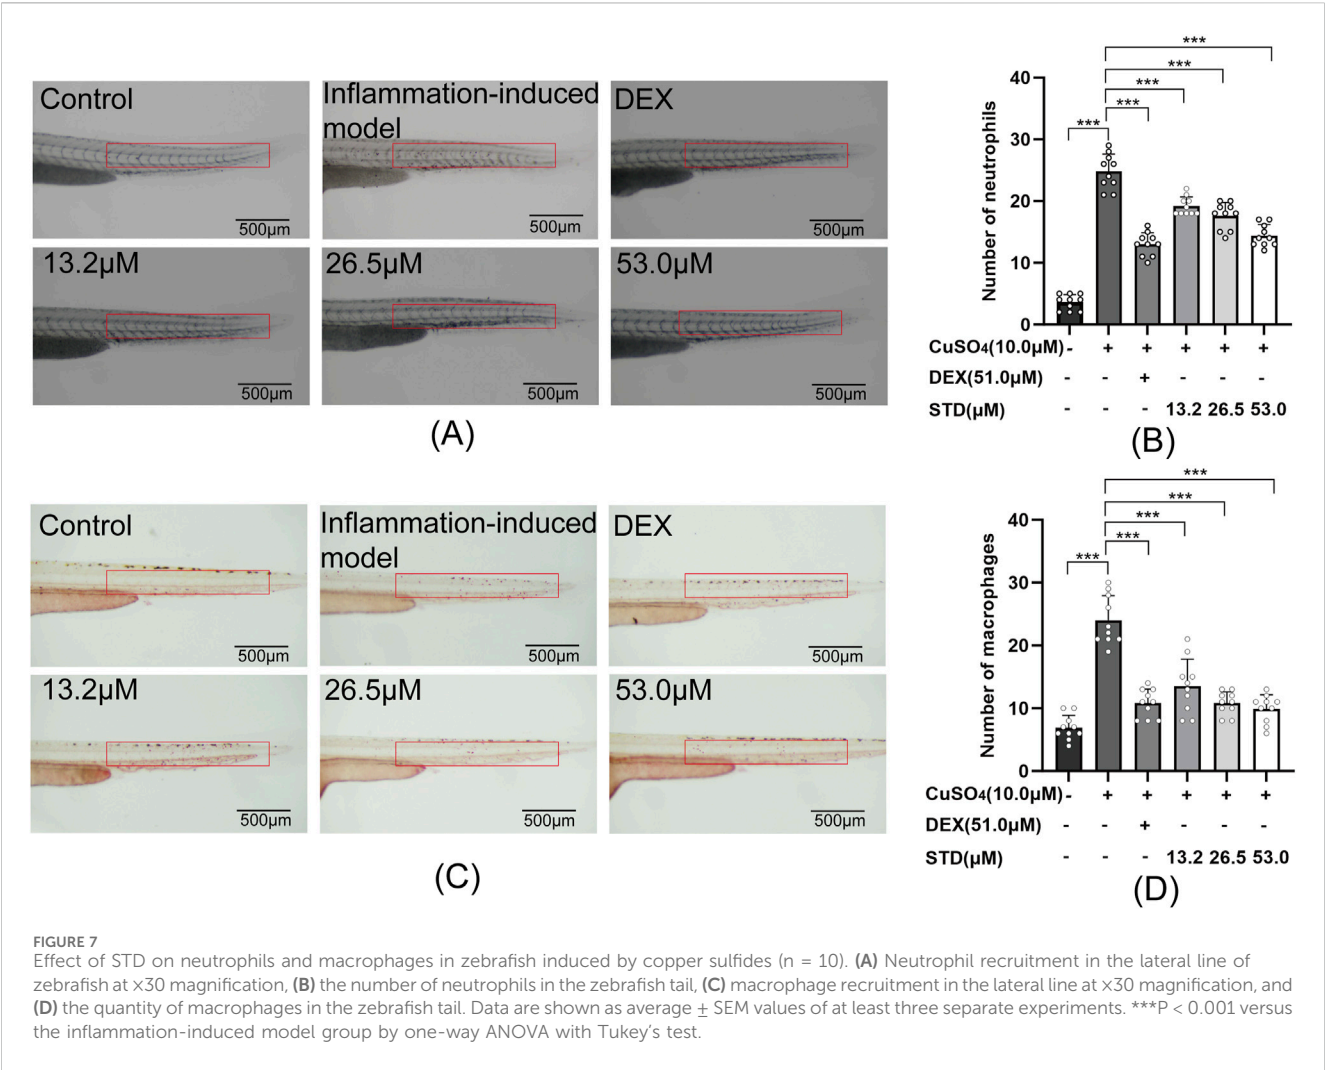 Control
Inflammation-induced
model
DEX
500µm
500µm
500µm
13.2µM
26.5µM
53.0µM
500µm
500µm
500µm
(A)
***
***
***
***
***
40
30
20
10
0
Number of neutrophils
CuSO4(10.0µM) - + + + + +
DEX(51.0µM) - - + - - -
STD(µM) - - - 13.2 26.5 53.0
(B)
Control
Inflammation-induced
model
DEX
500µm
500µm
500µm
13.2µM
26.5µM
53.0µM
500µm
500µm
500µm
(C)
***
***
***
***
***
40
30
20
10
0
Number of macrophages
CuSO4(10.0µM) - + + + + +
DEX(51.0µM) - - + - - -
STD(µM) - - - 13.2 26.5 53.0
(D)
FIGURE 7
Effect of STD on neutrophils and macrophages in zebrafish induced by copper sulfides (n = 10). (A) Neutrophil recruitment in the lateral line of
zebrafish at ×30 magnification, (B) the number of neutrophils in the zebrafish tail, (C) macrophage recruitment in the lateral line at ×30 magnification, and
(D) the quantity of macrophages in the zebrafish tail. Data are shown as average ± SEM values of at least three separate experiments. ***P < 0.001 versus
the inflammation-induced model group by one-way ANOVA with Tukey's test.